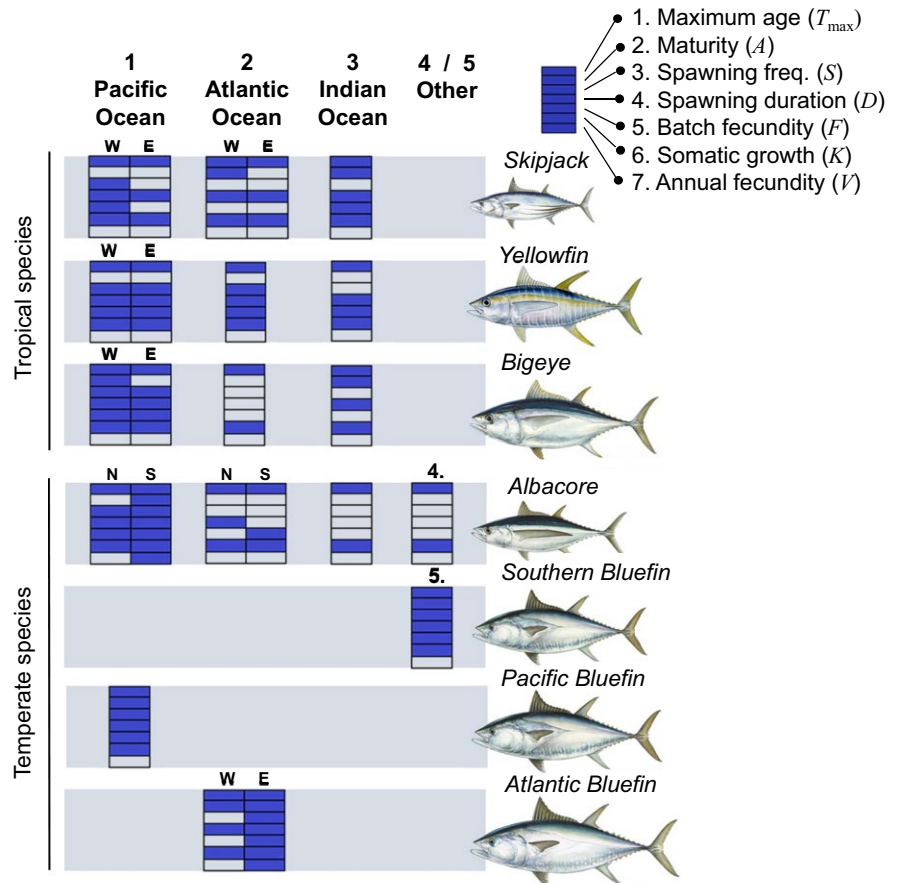 1. Maximum age (Tmax)
2. Maturity (A)
3. Spawning freq. (S)
4. Spawning duration (D)
5. Batch fecundity (F)
6. Somatic growth (K)
7. Annual fecundity (V)
1 2 3 4 / 5
Pacific Atlantic Indian Other
Ocean Ocean Ocean
W E W E
Skipjack
Tropical species
W E
Yellowfin
W E
Bigeye
N S N S 4.
Albacore
Temperate species
5.
Southern Bluefin
Pacific Bluefin
W E
Atlantic Bluefin